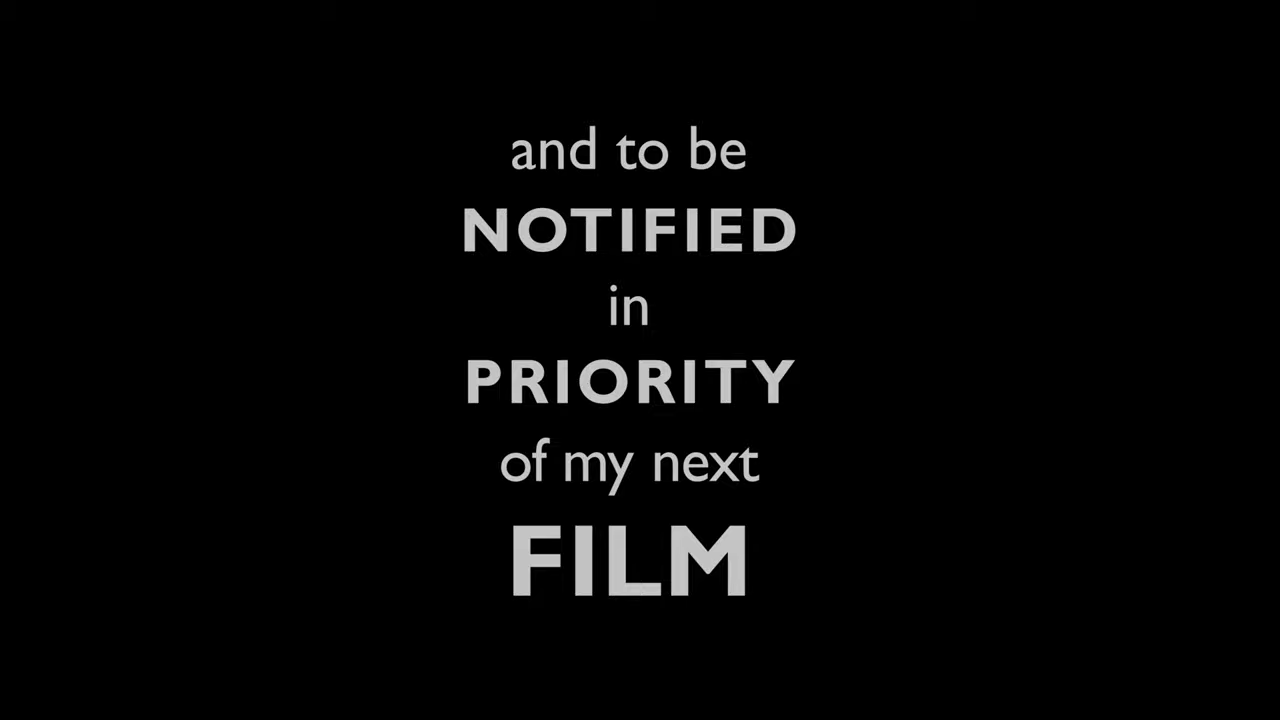 and to be
NOTIFIED
in
PRIORITY
of my next
FILM